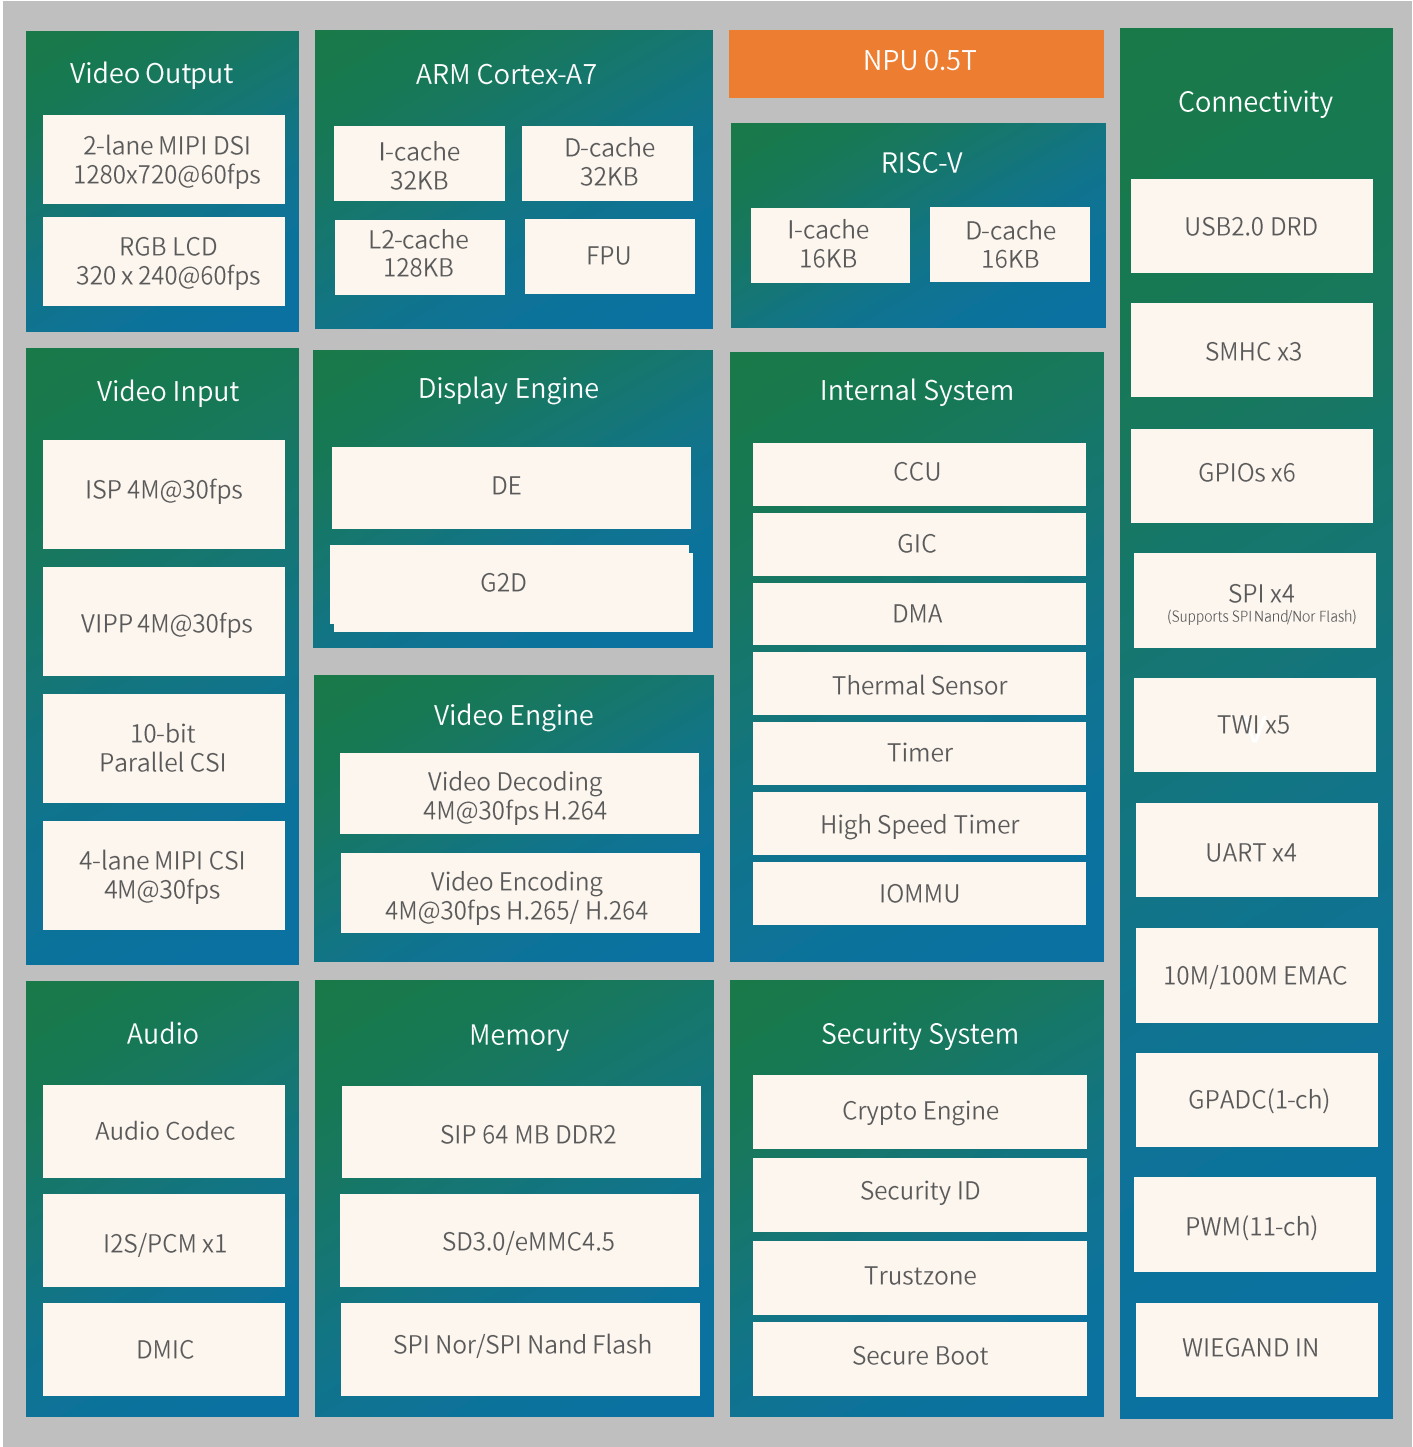 Video Output
2-lane MIPI DSI
1280x720@60fps
RGB LCD
320 x 240@60fps
ARM Cortex-A7
I-cache
32KB
D-cache
32KB
L2-cache
128KB
FPU
NPU 0.5T
RISC-V
I-cache
16KB
D-cache
16KB
Connectivity
USB2.0 DRD
SMHC x3
GPIOs x6
SPI x4
(Supports SPI Nand/Nor Flash)
TWI x5
UART x4
10M/100M EMAC
GPADC(1-ch)
PWM(11-ch)
WIEGAND IN
Video Input
ISP 4M@30fps
VIPP 4M@30fps
10-bit
Parallel CSI
4-lane MIPI CSI
4M@30fps
Display Engine
DE
G2D
Video Engine
Video Decoding
4M@30fps H.264
Video Encoding
4M@30fps H.265/ H.264
Internal System
CCU
GIC
DMA
Thermal Sensor
Timer
High Speed Timer
IOMMU
Audio
Audio Codec
I2S/PCM x1
DMIC
Memory
SIP 64 MB DDR2
SD3.0/eMMC4.5
SPI Nor/SPI Nand Flash
Security System
Crypto Engine
Security ID
Trustzone
Secure Boot